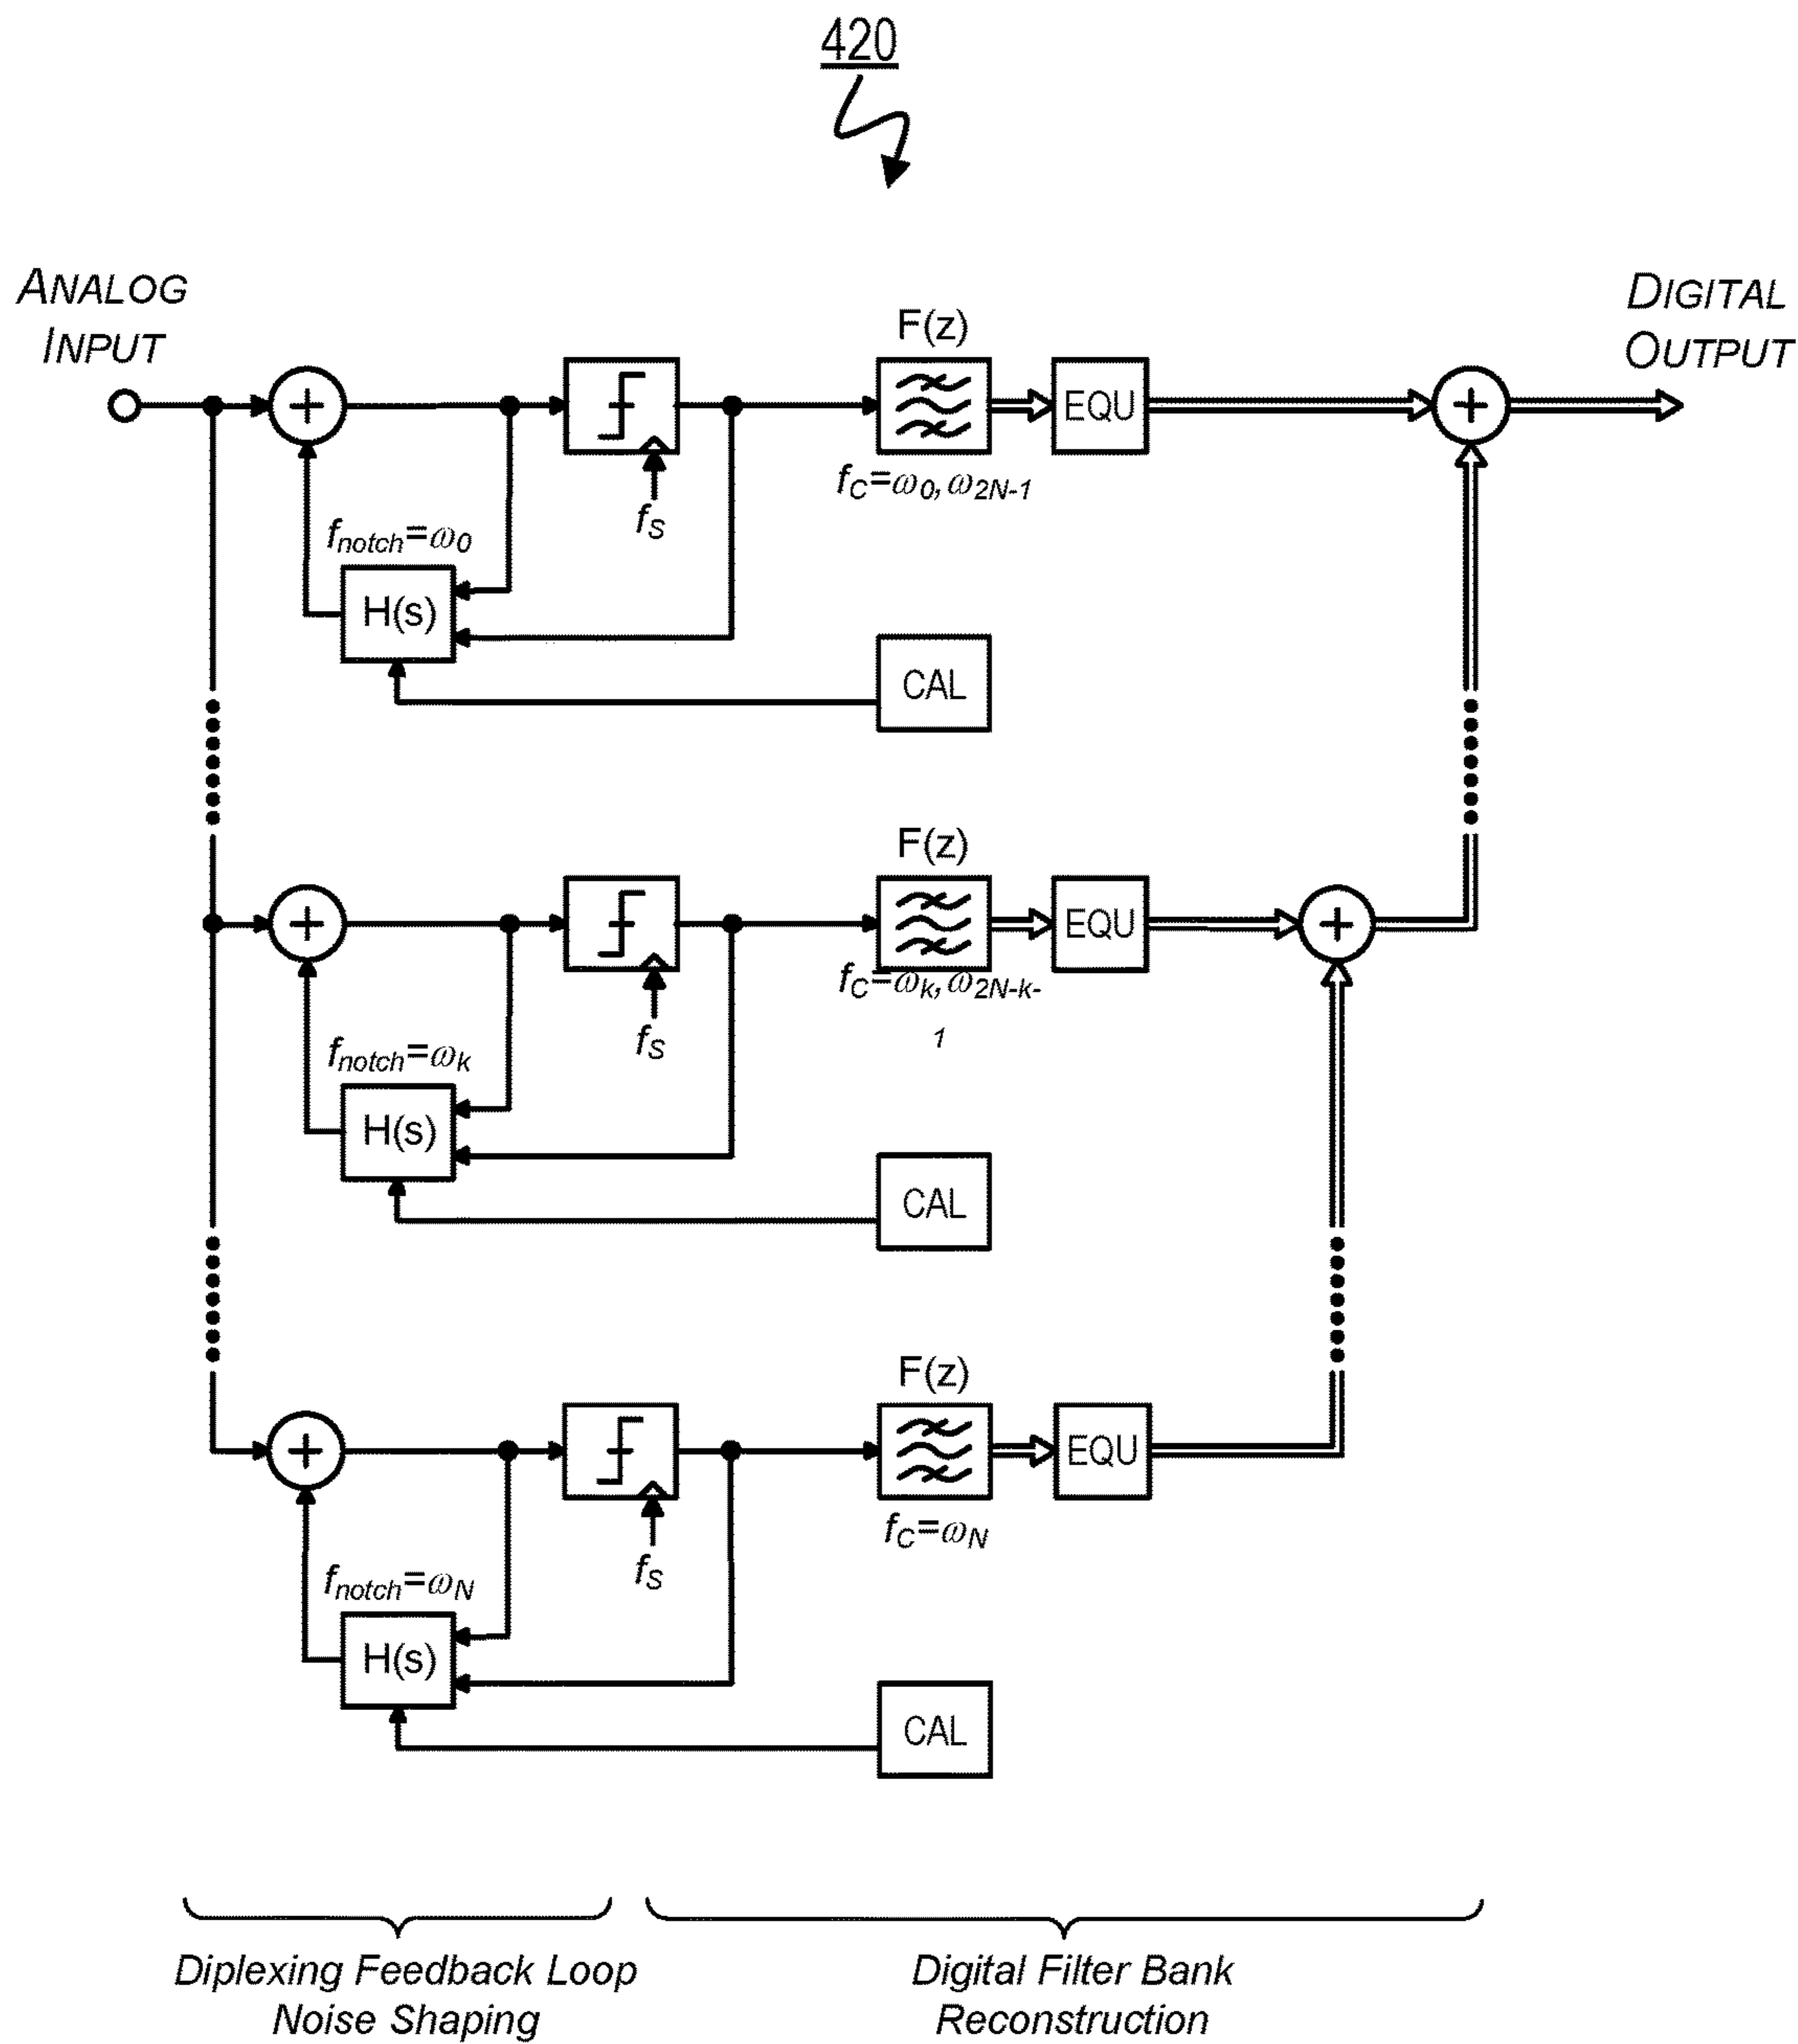 420
ANALOG
INPUT
DIGITAL
OUTPUT
F(z)
+
EQU
+
fC=ω0,ω2N-1
fS
fnotch=ω0
H(s)
CAL
F(z)
+
EQU
+
fC=ωk,ω2N-k-
1
fS
fnotch=ωk
H(s)
CAL
F(z)
+
EQU
fC=ωN
fS
fnotch=ωN
H(s)
CAL
Diplexing Feedback Loop
Noise Shaping
Digital Filter Bank
Reconstruction